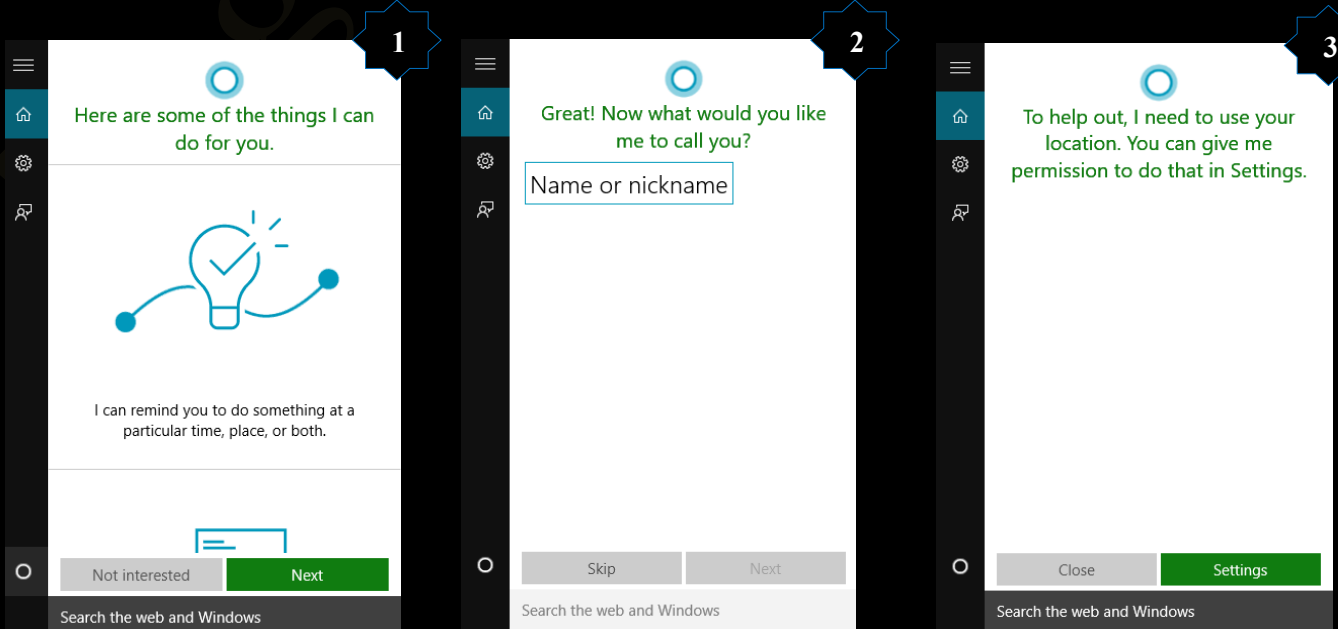 1
Here are some of the things I can
do for you.
I can remind you to do something at a
particular time, place, or both.
Not interested
Next
Search the web and Windows
2
Great! Now what would you like
me to call you?
Name or nickname
Skip
Next
Search the web and Windows
3
To help out, I need to use your
location. You can give me
permission to do that in Settings.
Close
Settings
Search the web and Windows